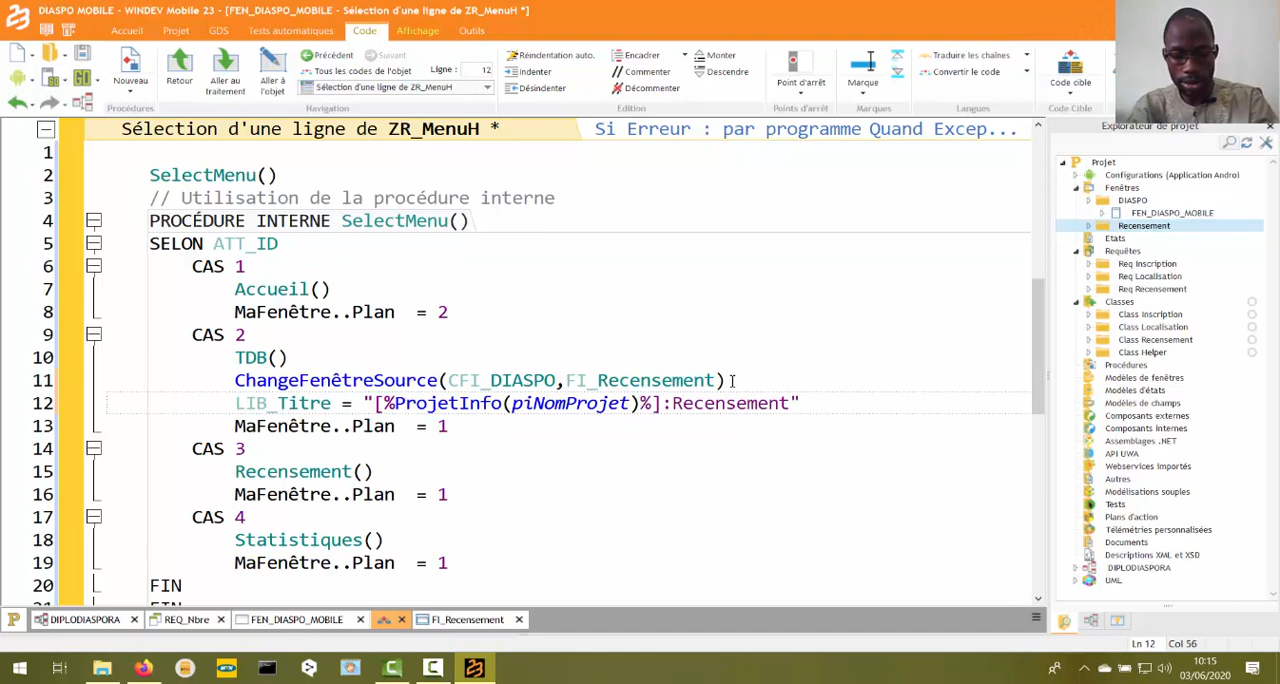 DIASPO MOBILE - WINDEV Mobile 23 - [FEN_DIASPO_MOBILE - Sélection d'une ligne de ZR_MenuH *]
Accueil Projet GDS Tests automatiques Code Affichage Outils
Nouveau
Procédures
Retour
Aller au traitement
Aller à l'objet
Précédent Suivant
Tous les codes de l'objet Ligne : 12
Sélection d'une ligne de ZR_MenuH
Navigation
Réindentation auto.
Indenter
Désindenter
Encadrer
Commenter
Décommenter
Monter
Descendre
Edition
Point d'arrêt
Points d'arrêt
Marque
Marques
Traduire les chaînes
Convertir le code
Langues
Code cible
Code Cible
Sélection d'une ligne de ZR_MenuH * Si Erreur : par programme Quand Excep...
1
2 SelectMenu()
3 // Utilisation de la procédure interne
4 PROCÉDURE INTERNE SelectMenu()
5 SELON ATT_ID
6 CAS 1
7 Accueil()
8 MaFenêtre..Plan = 2
9 CAS 2
10 TDB()
11 ChangeFenêtreSource(CFI_DIASPO,FI_Recensement)
12 LIB_Titre = "[%ProjetInfo(piNomProjet)%]:Recensement"
13 MaFenêtre..Plan = 1
14 CAS 3
15 Recensement()
16 MaFenêtre..Plan = 1
17 CAS 4
18 Statistiques()
19 MaFenêtre..Plan = 1
20 FIN
Explorateur de projet
Projet
Configurations (Application Androi
Fenêtres
DIASPO
FEN_DIASPO_MOBILE
Recensement
Etats
Requêtes
Req Inscription
Req Localisation
Req Recensement
Classes
Class Inscription
Class Localisation
Class Recensement
Class Helper
Procédures
Modèles de fenêtres
Modèles d'états
Modèles de champs
Composants externes
Composants internes
Assemblages .NET
API UWA
Webservices importés
Autres
Modélisations souples
Tests
Plans d'action
Télémétries personnalisées
Documents
Descriptions XML et XSD
DIPLODIASPORA
UML
DIPLODIASPORA REQ_Nbre FEN_DIASPO_MOBILE FI_Recensement
Ln 12 Col 56
10:15
03/06/2020